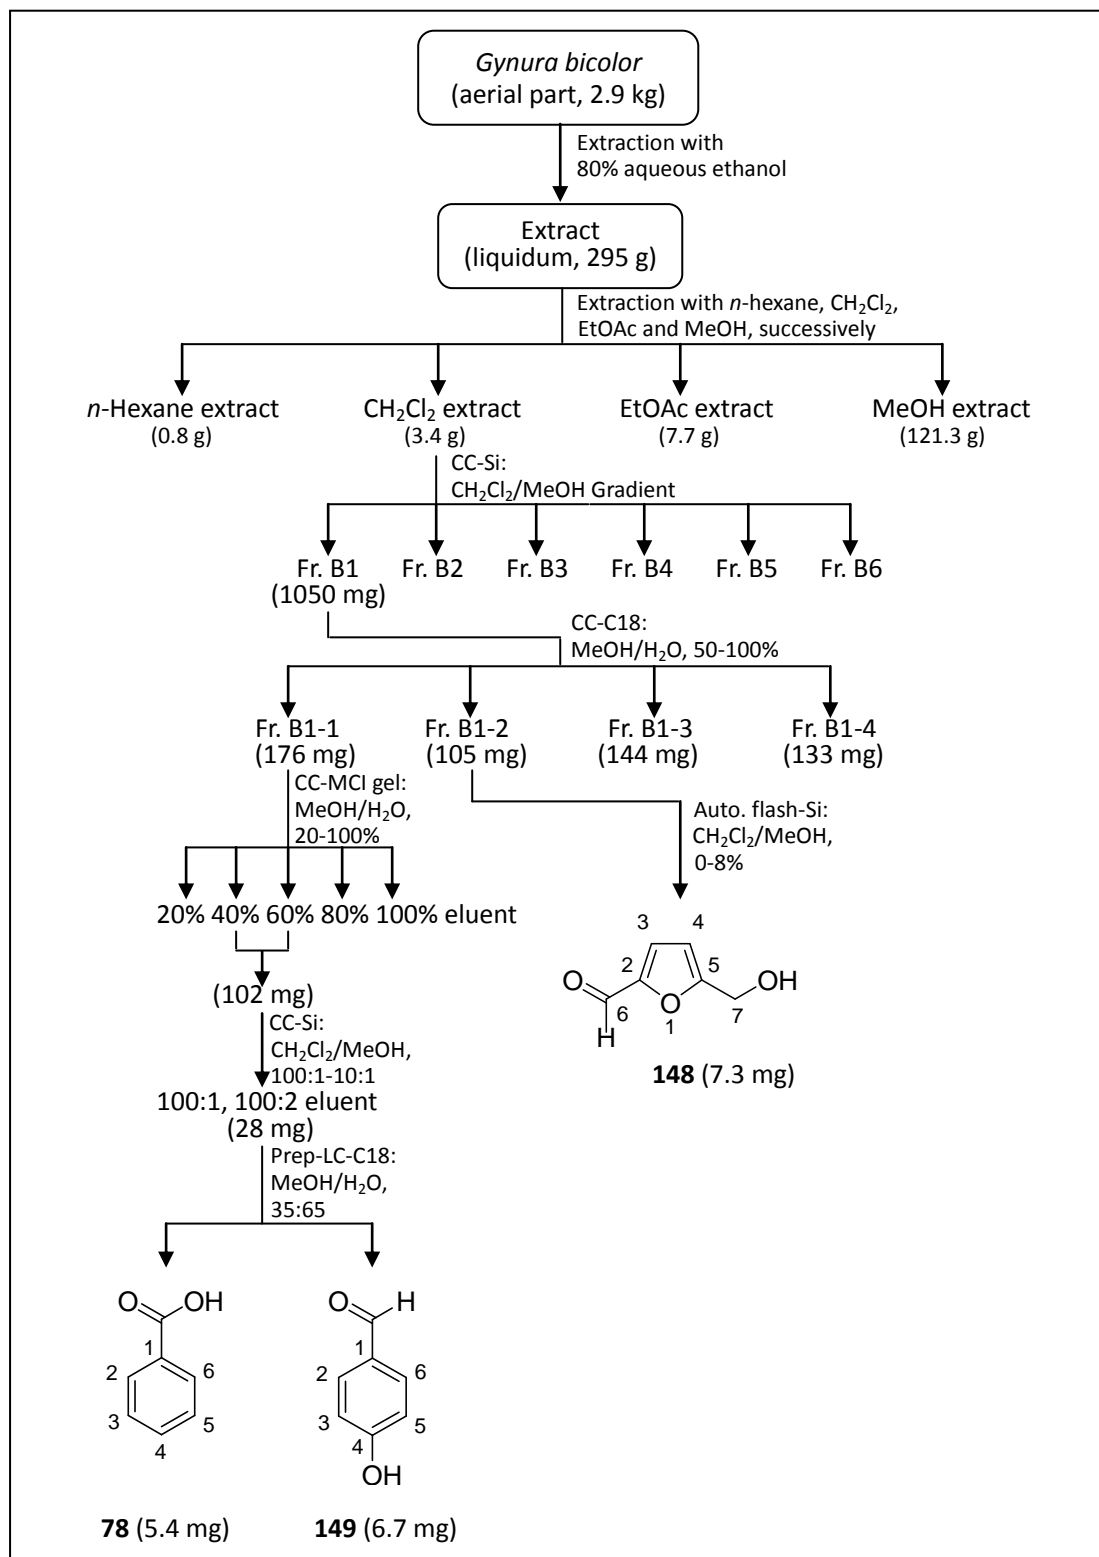 Gynura bicolor
(aerial part, 2.9 kg)
Extraction with
80% aqueous ethanol
Extract
(liquidum, 295 g)
Extraction with n-hexane, CH₂Cl₂,
EtOAc and MeOH, successively
n-Hexane extract
(0.8 g)
CH₂Cl₂ extract
(3.4 g)
EtOAc extract
(7.7 g)
MeOH extract
(121.3 g)
CC-Si:
CH₂Cl₂/MeOH Gradient
Fr. B1
(1050 mg)
Fr. B2
Fr. B3
Fr. B4
Fr. B5
Fr. B6
CC-C18:
MeOH/H₂O, 50-100%
Fr. B1-1
(176 mg)
Fr. B1-2
(105 mg)
Fr. B1-3
(144 mg)
Fr. B1-4
(133 mg)
CC-MCI gel:
MeOH/H₂O,
20-100%
Auto. flash-Si:
CH₂Cl₂/MeOH,
0-8%
20% 40% 60% 80% 100% eluent
(102 mg)
CC-Si:
CH₂Cl₂/MeOH,
100:1-10:1
100:1, 100:2 eluent
(28 mg)
3 4
O 2 5 OH
6 O 7
H 1
148 (7.3 mg)
Prep-LC-C18:
MeOH/H₂O,
35:65
O OH
1
2 6
3 5
4
78 (5.4 mg)
O H
1
2 6
3 5
4
OH
149 (6.7 mg)